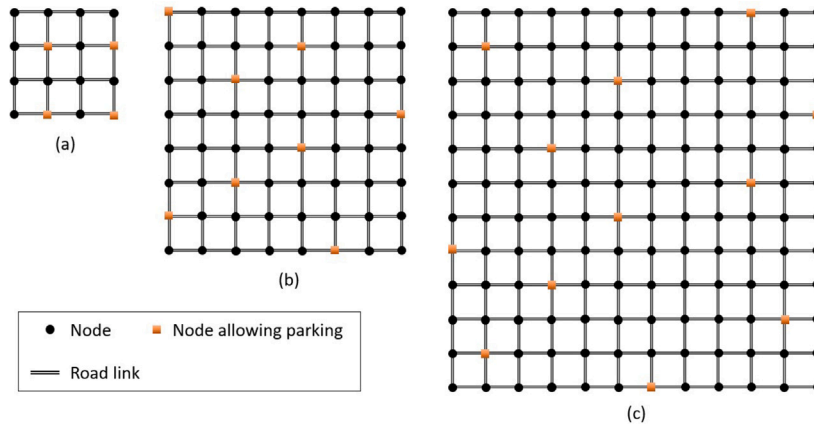 (a)
(b)
Node
Node allowing parking
Road link
(c)